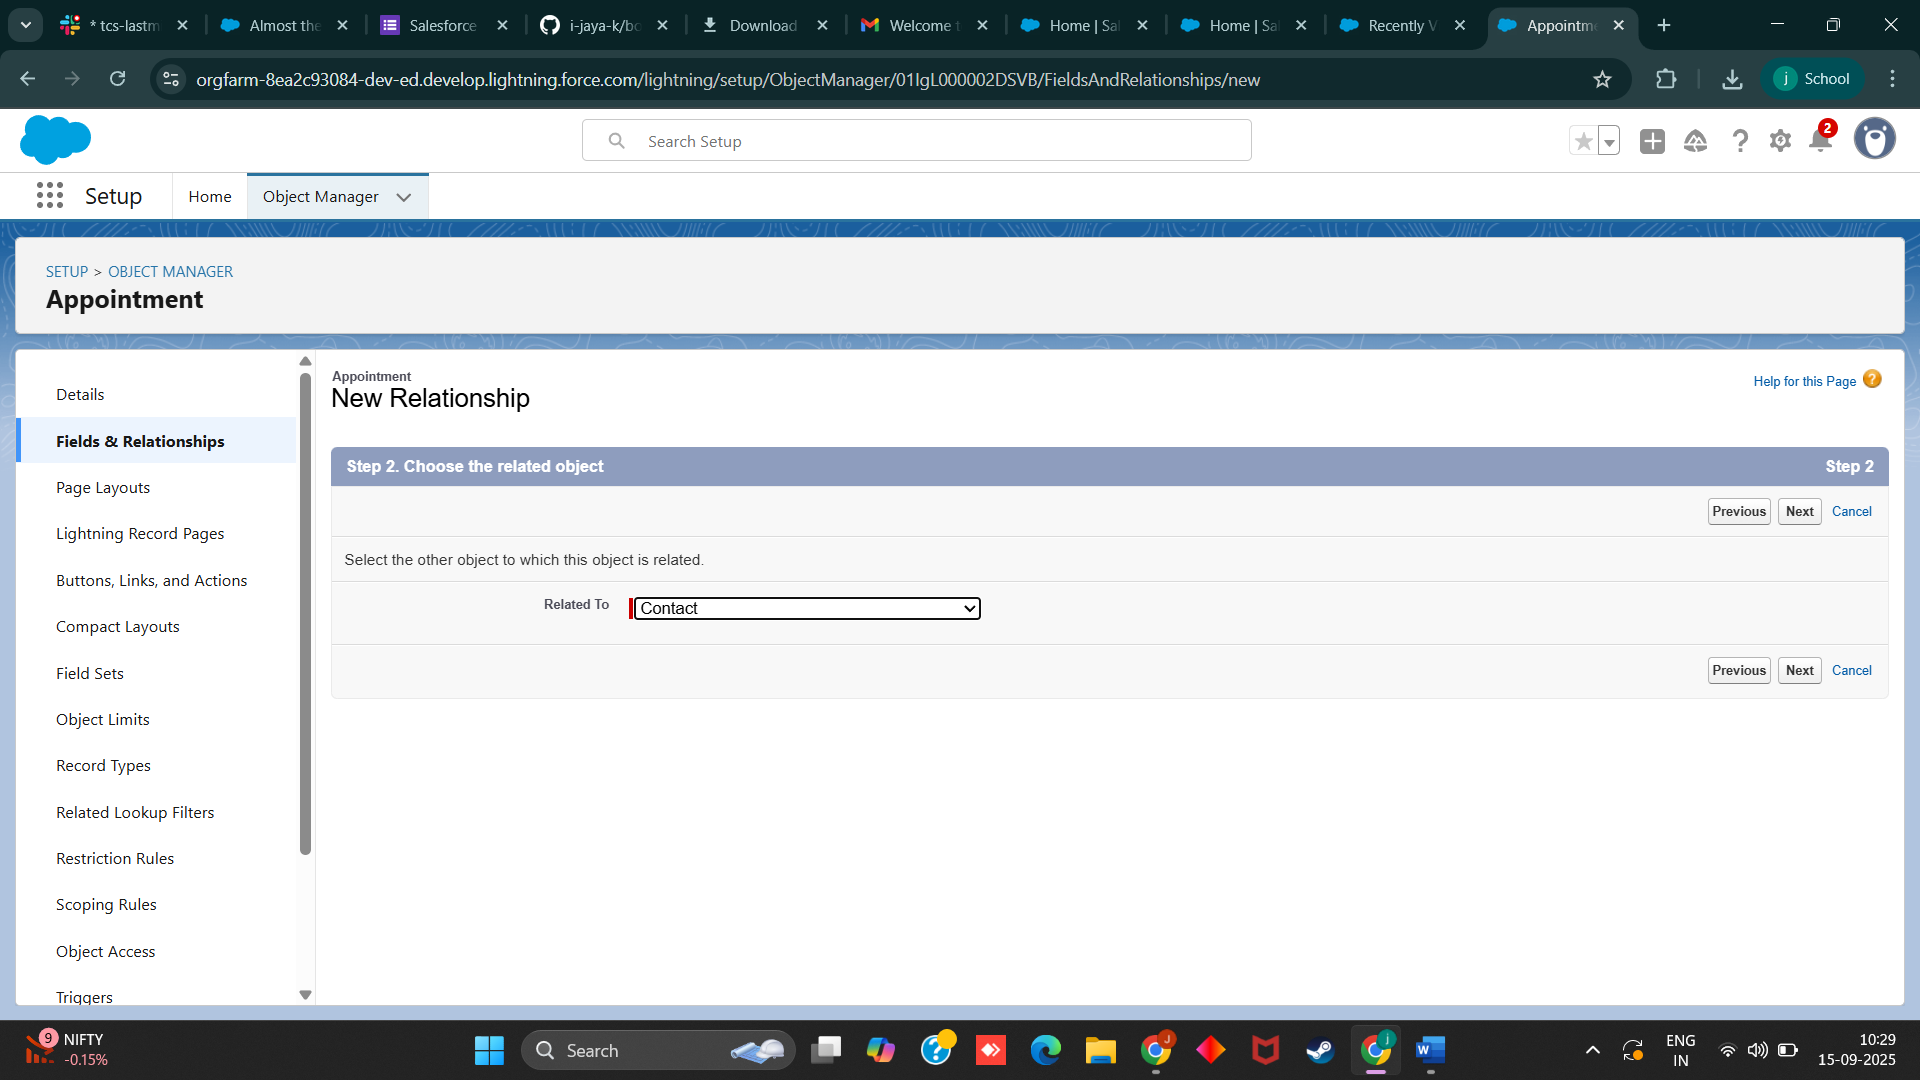 * tcs-lastm
Almost the
Salesforce
i-jaya-k/bo
Download
Welcome t
Home | Sal
Home | Sal
Recently V
Appointme
orgfarm-8ea2c93084-dev-ed.develop.lightning.force.com/lightning/setup/ObjectManager/01IgL000002DSVB/FieldsAndRelationships/new
j School
Search Setup
2
Setup
Home
Object Manager
SETUP > OBJECT MANAGER
Appointment
Details
Fields & Relationships
Page Layouts
Lightning Record Pages
Buttons, Links, and Actions
Compact Layouts
Field Sets
Object Limits
Record Types
Related Lookup Filters
Restriction Rules
Scoping Rules
Object Access
Triggers
Appointment
New Relationship
Help for this Page
Step 2. Choose the related object
Step 2
Previous Next Cancel
Select the other object to which this object is related.
Related To
Contact
Previous Next Cancel
9
NIFTY
-0.15%
Search
J
j
W
ENG
IN
10:29
15-09-2025